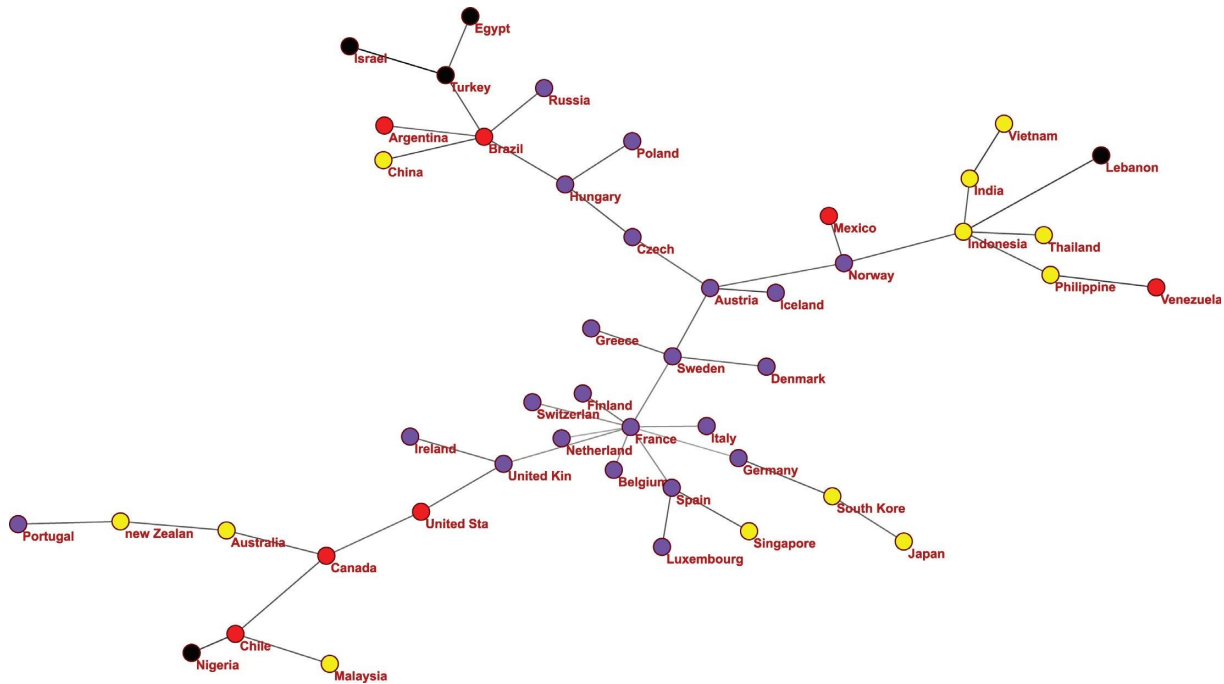 Egypt
Israel
Turkey
Russia
Argentina
Brazil
Poland
China
Hungary
Vietnam
Lebanon
India
Mexico
Indonesia
Thailand
Czech
Norway
Philippine
Austria
Iceland
Venezuela
Greece
Sweden
Denmark
Finland
Switzerlan
France
Italy
Ireland
Netherland
United Kin
Belgium
Germany
Spain
South Kore
United Sta
Portugal
new Zealan
Australia
Singapore
Luxembourg
Japan
Canada
Chile
Nigeria
Malaysia